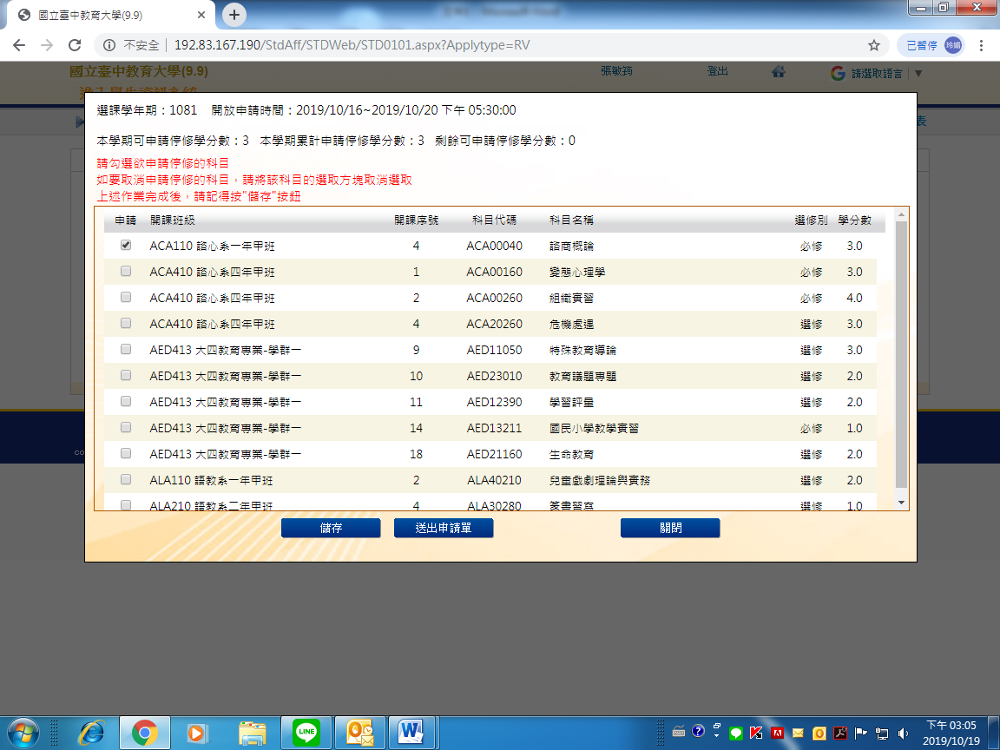 國立臺中教育大學(9.9)
不安全 192.83.167.190/StdAff/STDWeb/STD0101.aspx?Applytype=RV 已暫停
國立臺中教育大學(9.9) 張敏筠 登出 請選取語言
進入學生資訊系統
選課學年期：1081 開放申請時間：2019/10/16~2019/10/20 下午 05:30:00
本學期可申請停修學分數：3 本學期累計申請停修學分數：3 剩餘可申請停修學分數：0
請勾選欲申請停修的科目
如要取消申請停修的科目，請將該科目的選取方塊取消選取
上述作業完成後，請記得按"儲存"按鈕
申請 開課班級 開課序號 科目代碼 科目名稱 選修別 學分數
ACA110 諮心系一年甲班 4 ACA00040 諮商概論 必修 3.0
ACA410 諮心系四年甲班 1 ACA00160 變態心理學 必修 3.0
ACA410 諮心系四年甲班 2 ACA00260 組織實習 必修 4.0
ACA410 諮心系四年甲班 4 ACA20260 危機處遇 選修 3.0
AED413 大四教育專業-學群一 9 AED11050 特殊教育導論 選修 3.0
AED413 大四教育專業-學群一 10 AED23010 教育議題專題 選修 2.0
AED413 大四教育專業-學群一 11 AED12390 學習評量 選修 2.0
AED413 大四教育專業-學群一 14 AED13211 國民小學教學實習 必修 1.0
AED413 大四教育專業-學群一 18 AED21160 生命教育 選修 2.0
ALA110 語教系一年甲班 2 ALA40210 兒童戲劇理論與實務 選修 2.0
ALA210 語教系二年甲班 4 ALA30280 篆書習寫 選修 1.0
儲存 送出申請單 關閉
LINE
下午 03:05
2019/10/19